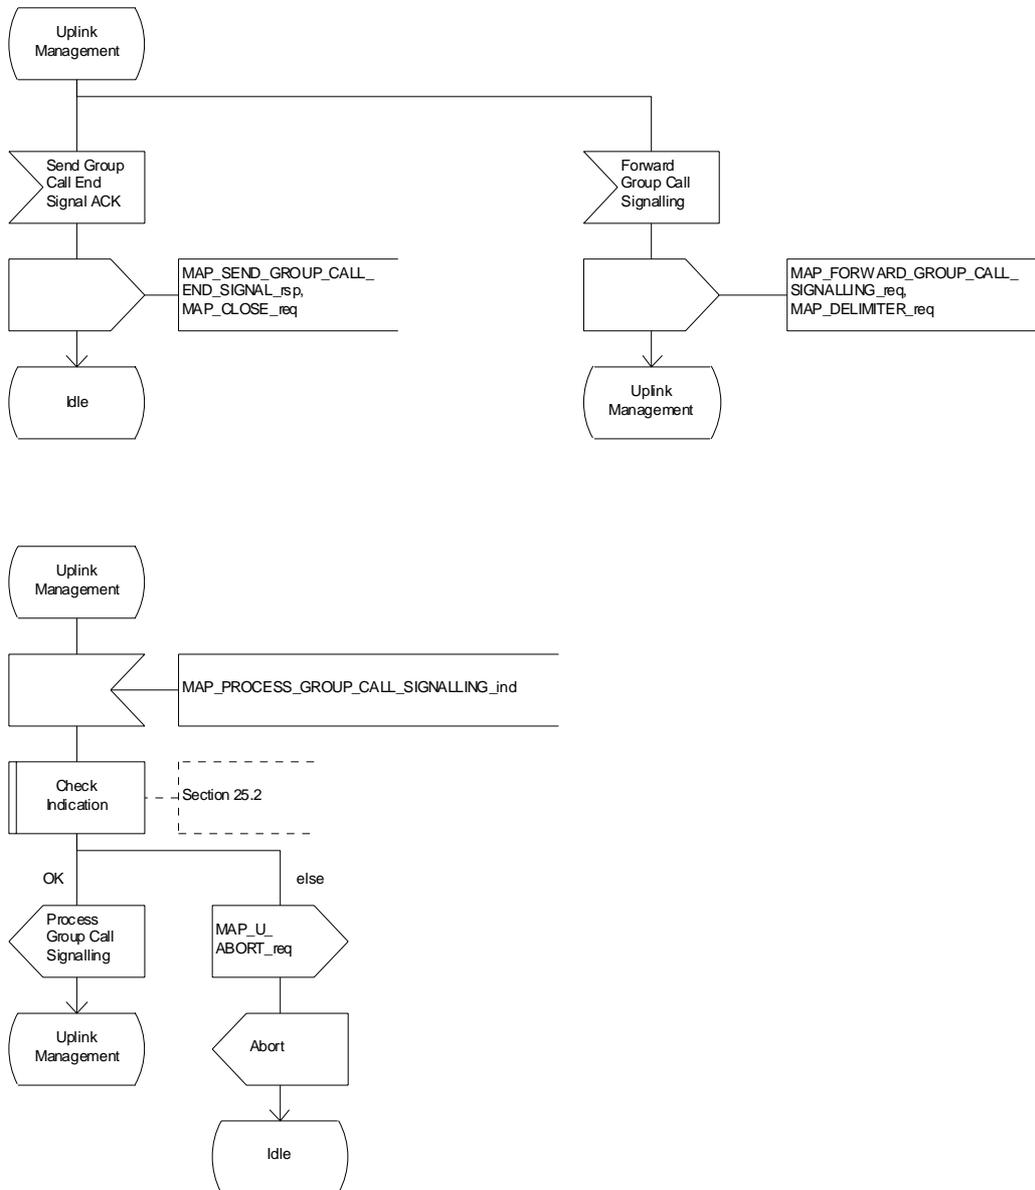 Uplink
Management
Send Group
Call End
Signal ACK
Forward
Group Call
Signalling
MAP_SEND_GROUP_CALL_
END_SIGNAL_rsp,
MAP_CLOSE_req
MAP_FORWARD_GROUP_CALL_
SIGNALLING_req,
MAP_DELIMITER_req
Idle
Uplink
Management
Uplink
Management
MAP_PROCESS_GROUP_CALL_SIGNALLING_ind
Check
Indication
Section 25.2
OK
else
Process
Group Call
Signalling
MAP_U_
ABORT_req
Uplink
Management
Abort
Idle